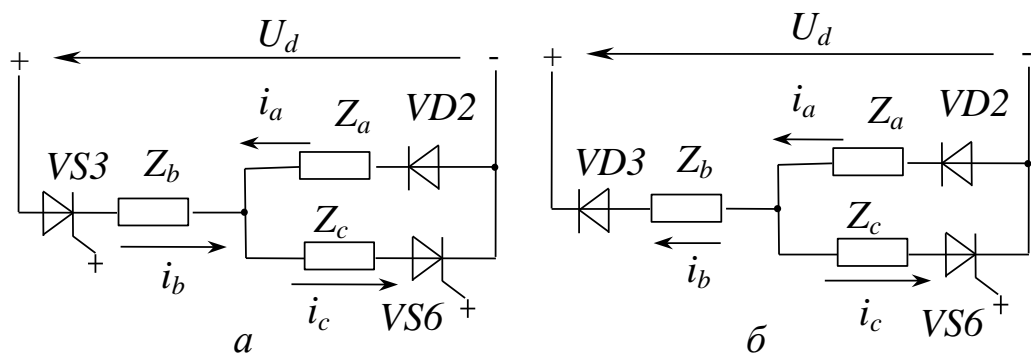 U_d
+ -
i_a
Z_a
VD2
VS3
Z_b
Z_c
i_b
+
i_c
VS6
+
а
U_d
+ -
i_a
Z_a
VD2
VD3
Z_b
Z_c
i_b
i_c
VS6
+
б